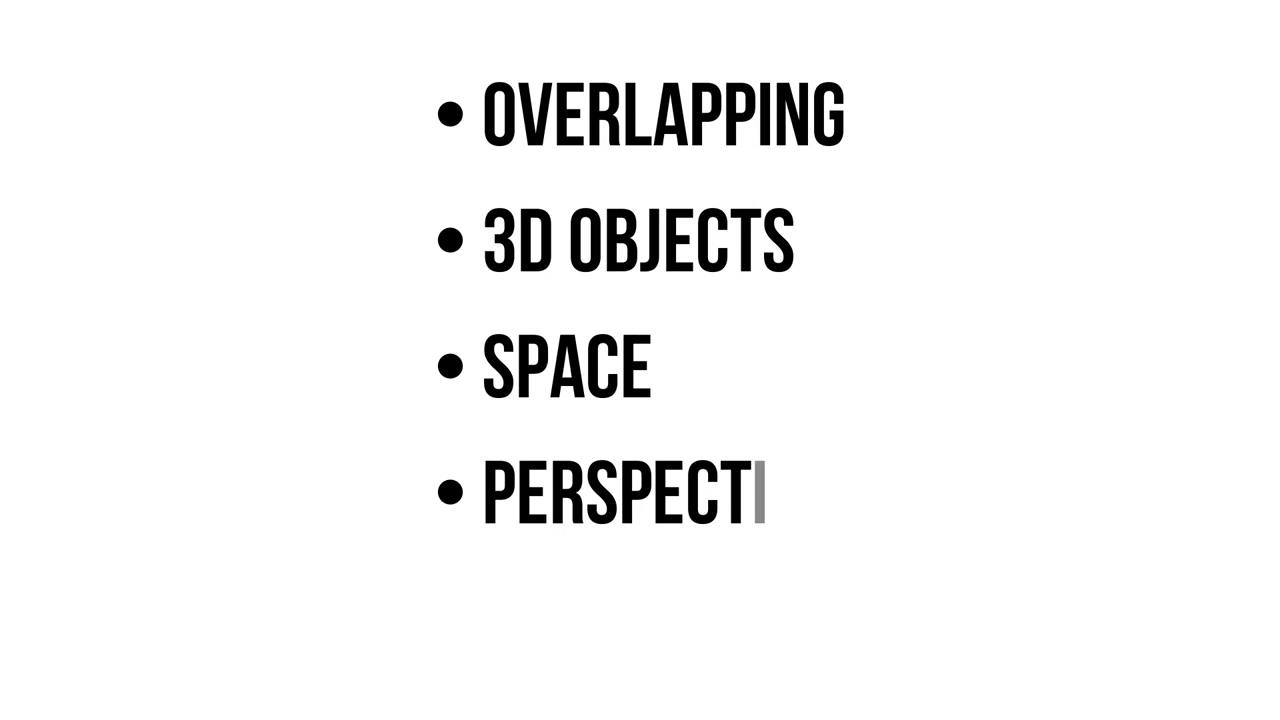 • OVERLAPPING
• 3D OBJECTS
• SPACE
• PERSPECTI